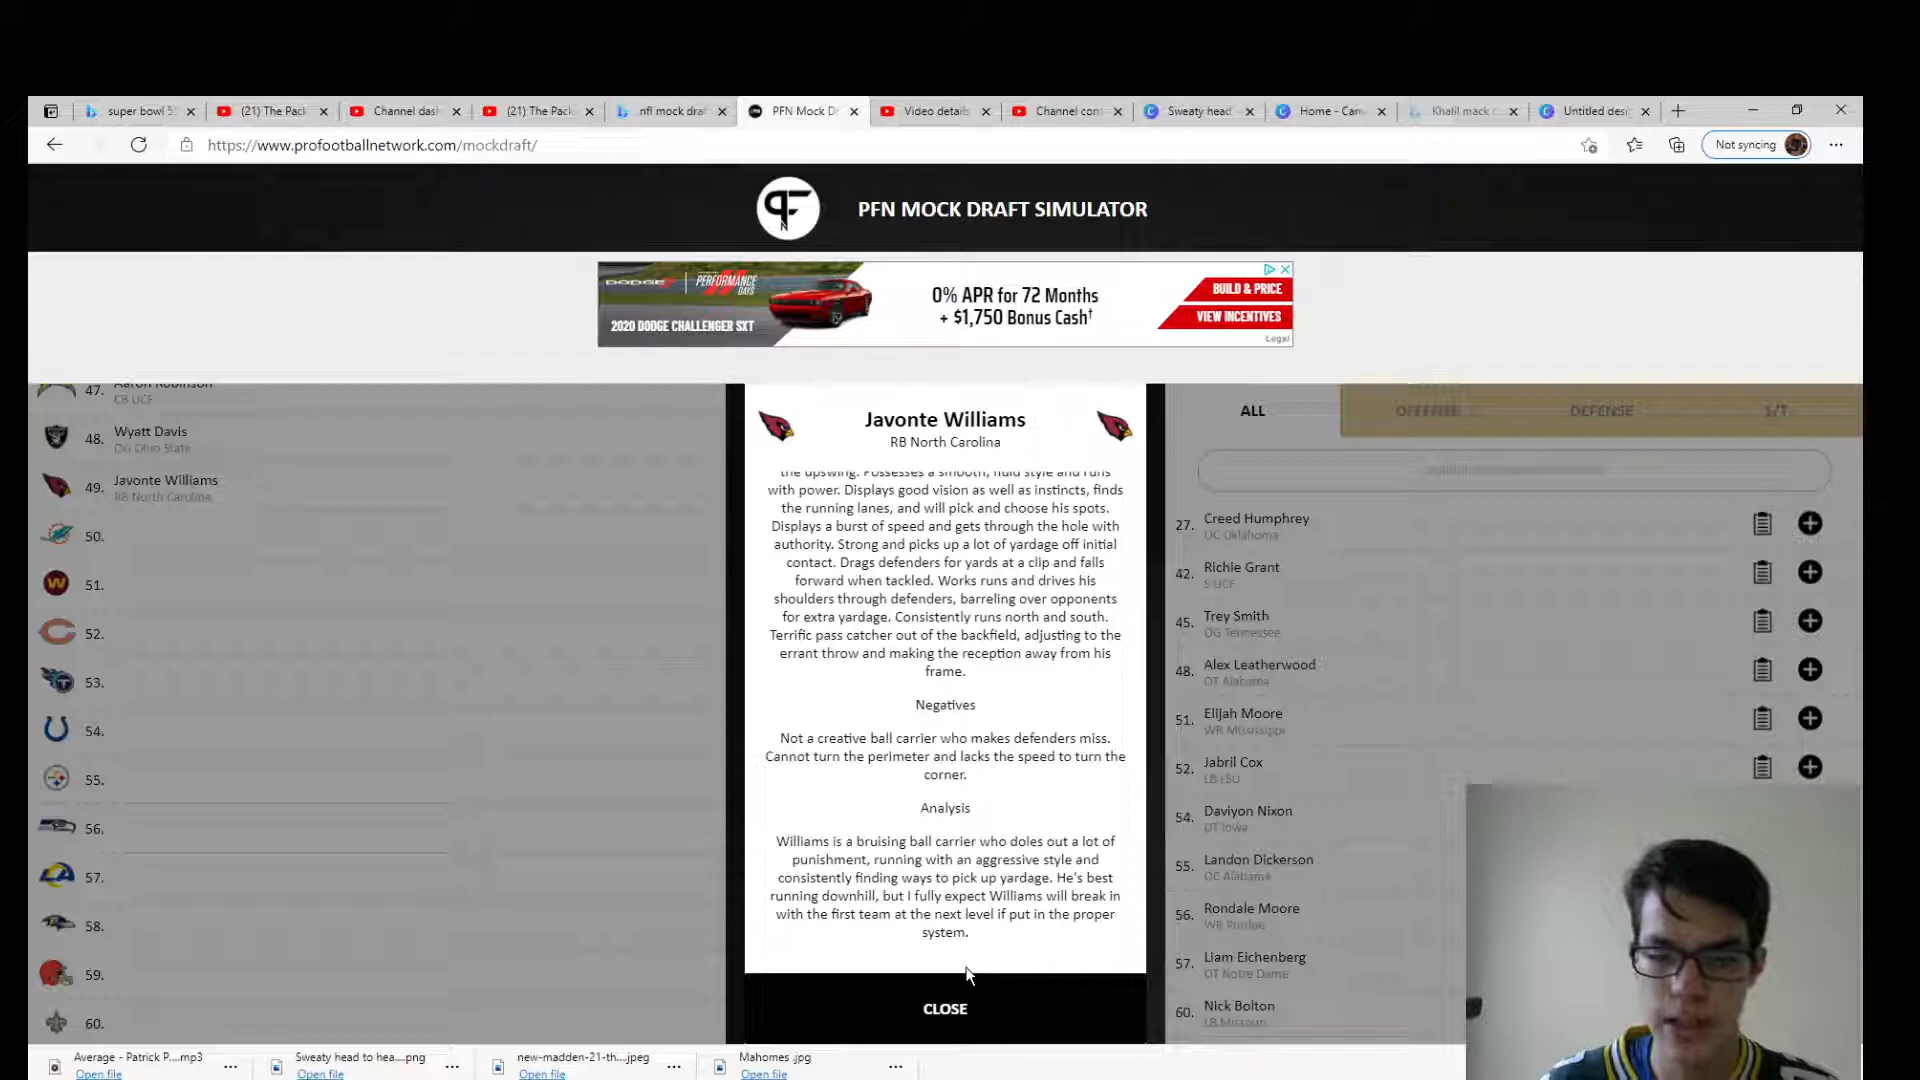 super bowl 5
(21) The Pack
Channel das
(21) The Pack
nfl mock draf
PFN Mock Dr
Video details
Channel con
Sweaty head
Home - Can
Khalil mack
Untitled desi
https://www.profootballnetwork.com/mockdraft/
Not syncing
PFN MOCK DRAFT SIMULATOR
DODGE
PERFORMANCE
DAYS
2020 DODGE CHALLENGER SXT
0% APR for 72 Months
+ $1,750 Bonus Cash†
BUILD & PRICE
VIEW INCENTIVES
Legal
47. Aaron Robinson
CB UCF
48. Wyatt Davis
OG Ohio State
49. Javonte Williams
RB North Carolina
50.
51.
52.
53.
54.
55.
56.
57.
58.
59.
60.
Javonte Williams
RB North Carolina
the upswing. Possesses a smooth, fluid style and runs
with power. Displays good vision as well as instincts, finds
the running lanes, and will pick and choose his spots.
Displays a burst of speed and gets through the hole with
authority. Strong and picks up a lot of yardage off initial
contact. Drags defenders for yards at a clip and falls
forward when tackled. Works runs and drives his
shoulders through defenders, barreling over opponents
for extra yardage. Consistently runs north and south.
Terrific pass catcher out of the backfield, adjusting to the
errant throw and making the reception away from his
frame.
Negatives
Not a creative ball carrier who makes defenders miss.
Cannot turn the perimeter and lacks the speed to turn the
corner.
Analysis
Williams is a bruising ball carrier who doles out a lot of
punishment, running with an aggressive style and
consistently finding ways to pick up yardage. He's best
running downhill, but I fully expect Williams will break in
with the first team at the next level if put in the proper
system.
CLOSE
ALL
OFFENSE
DEFENSE
S/T
27. Creed Humphrey
OC Oklahoma
42. Richie Grant
S UCF
45. Trey Smith
OG Tennessee
48. Alex Leatherwood
OT Alabama
51. Elijah Moore
WR Mississippi
52. Jabril Cox
LB LSU
54. Daviyon Nixon
DT Iowa
55. Landon Dickerson
OC Alabama
56. Rondale Moore
WR Purdue
57. Liam Eichenberg
OT Notre Dame
60. Nick Bolton
LB Missouri
Average - Patrick P....mp3
Open file
Sweaty head to hea....png
Open file
new-madden-21-th....jpeg
Open file
Mahomes .jpg
Open file